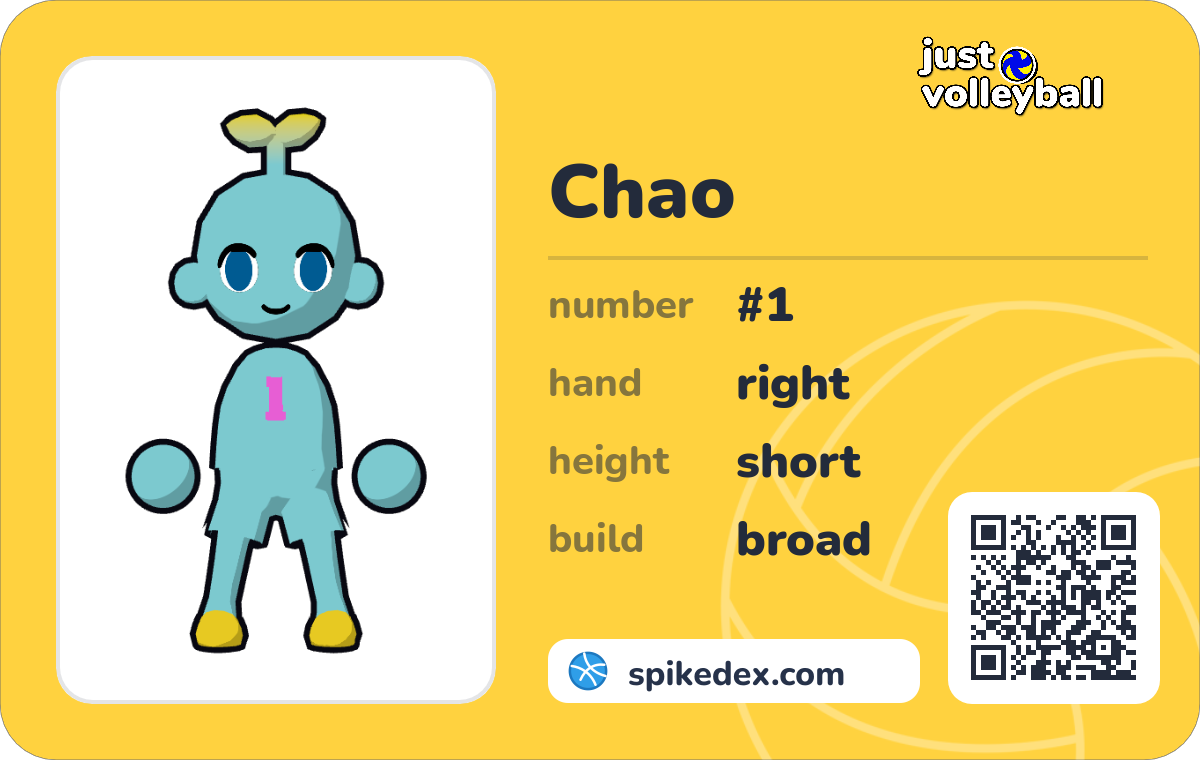 just
volleyball
Chao
number #1
hand right
height short
build broad
1
spikedex.com